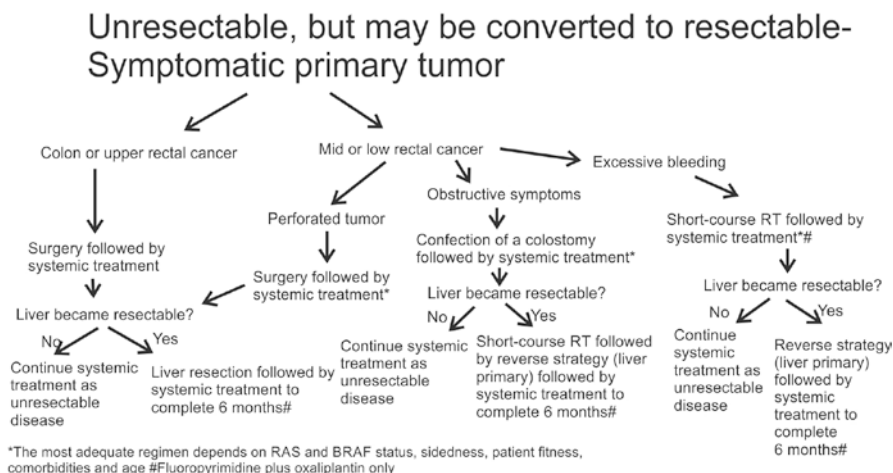 Unresectable, but may be converted to resectable-
Symptomatic primary tumor
Colon or upper rectal cancer
Mid or low rectal cancer
Excessive bleeding
Obstructive symptoms
Perforated tumor
Short-course RT followed by
systemic treatment*#
Surgery followed by
systemic treatment
Confection of a colostomy
followed by systemic treatment*
Surgery followed by
systemic treatment*
Liver became resectable?
No
Yes
Liver became resectable?
No
Yes
Liver became resectable?
No
Yes
Continue systemic
treatment as
unresectable
disease
Liver resection followed by
systemic treatment to
complete 6 months#
Continue systemic
treatment as
unresectable
disease
Short-course RT followed
by reverse strategy (liver
primary) followed by
systemic treatment to
complete 6 months#
Continue
systemic
treatment as
unresectable
disease
Reverse
strategy
(liver primary)
followed by
systemic
treatment to
complete
6 months#
*The most adequate regimen depends on RAS and BRAF status, sidedness, patient fitness,
comorbidities and age #Fluoropyrimidine plus oxaliplantin only